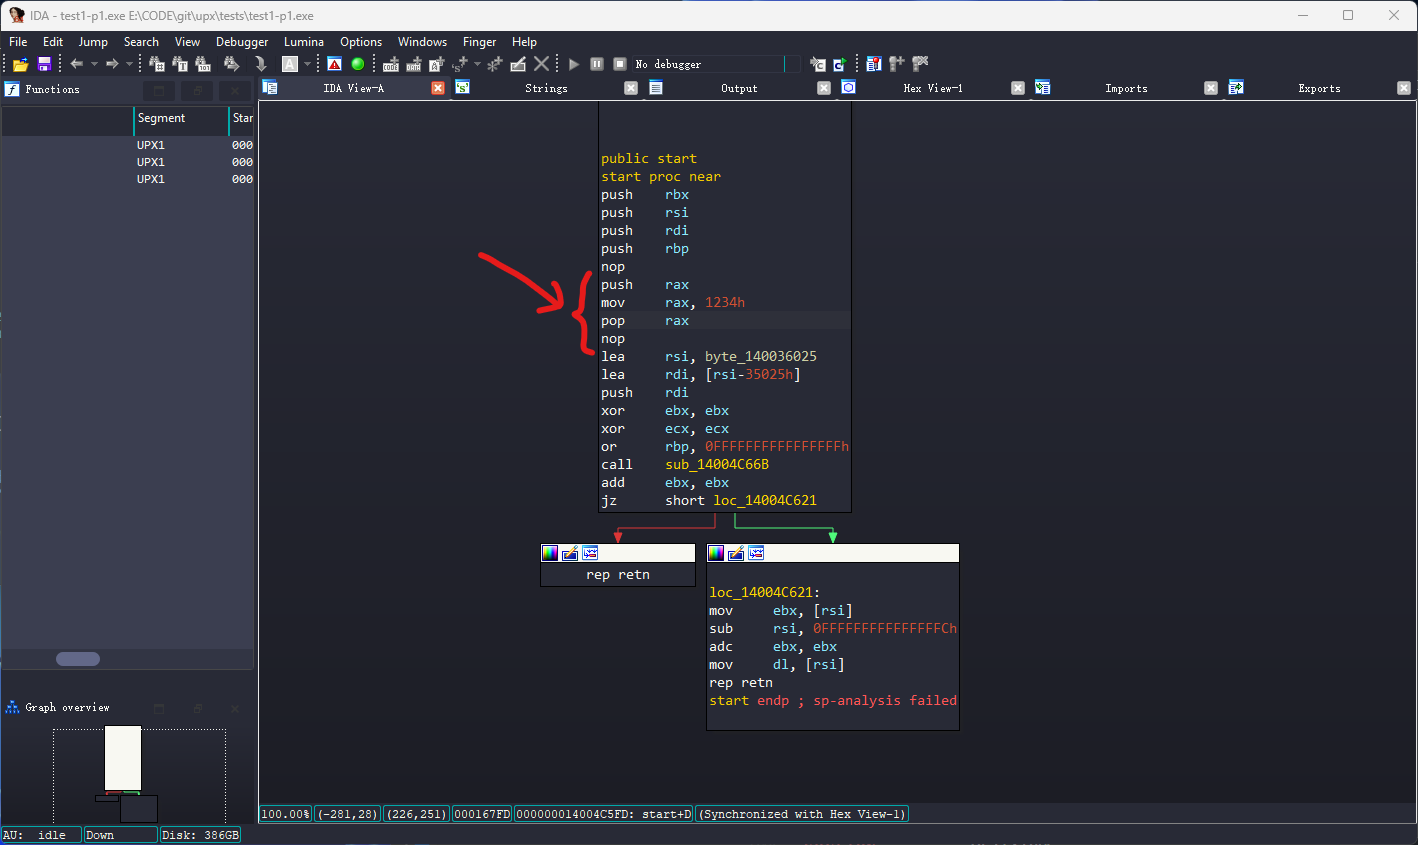 IDA - test1-p1.exe E:\CODE\git\upx\tests\test1-p1.exe
File Edit Jump Search View Debugger Lumina Options Windows Finger Help
No debugger
Functions
IDA View-A Strings Output Hex View-1 Imports Exports
Segment Star
UPX1 000
UPX1 000
UPX1 000
public start
start proc near
push rbx
push rsi
push rdi
push rbp
nop
push rax
mov rax, 1234h
pop rax
nop
lea rsi, byte_140036025
lea rdi, [rsi-35025h]
push rdi
xor ebx, ebx
xor ecx, ecx
or rbp, 0FFFFFFFFFFFFFFFFh
call sub_14004C66B
add ebx, ebx
jz short loc_14004C621
rep retn
loc_14004C621:
mov ebx, [rsi]
sub rsi, 0FFFFFFFFFFFFFFFCh
adc ebx, ebx
mov dl, [rsi]
rep retn
start endp ; sp-analysis failed
Graph overview
100.00% (-281,28) (226,251) 000167FD 000000014004C5FD: start+D (Synchronized with Hex View-1)
AU: idle Down Disk: 386GB